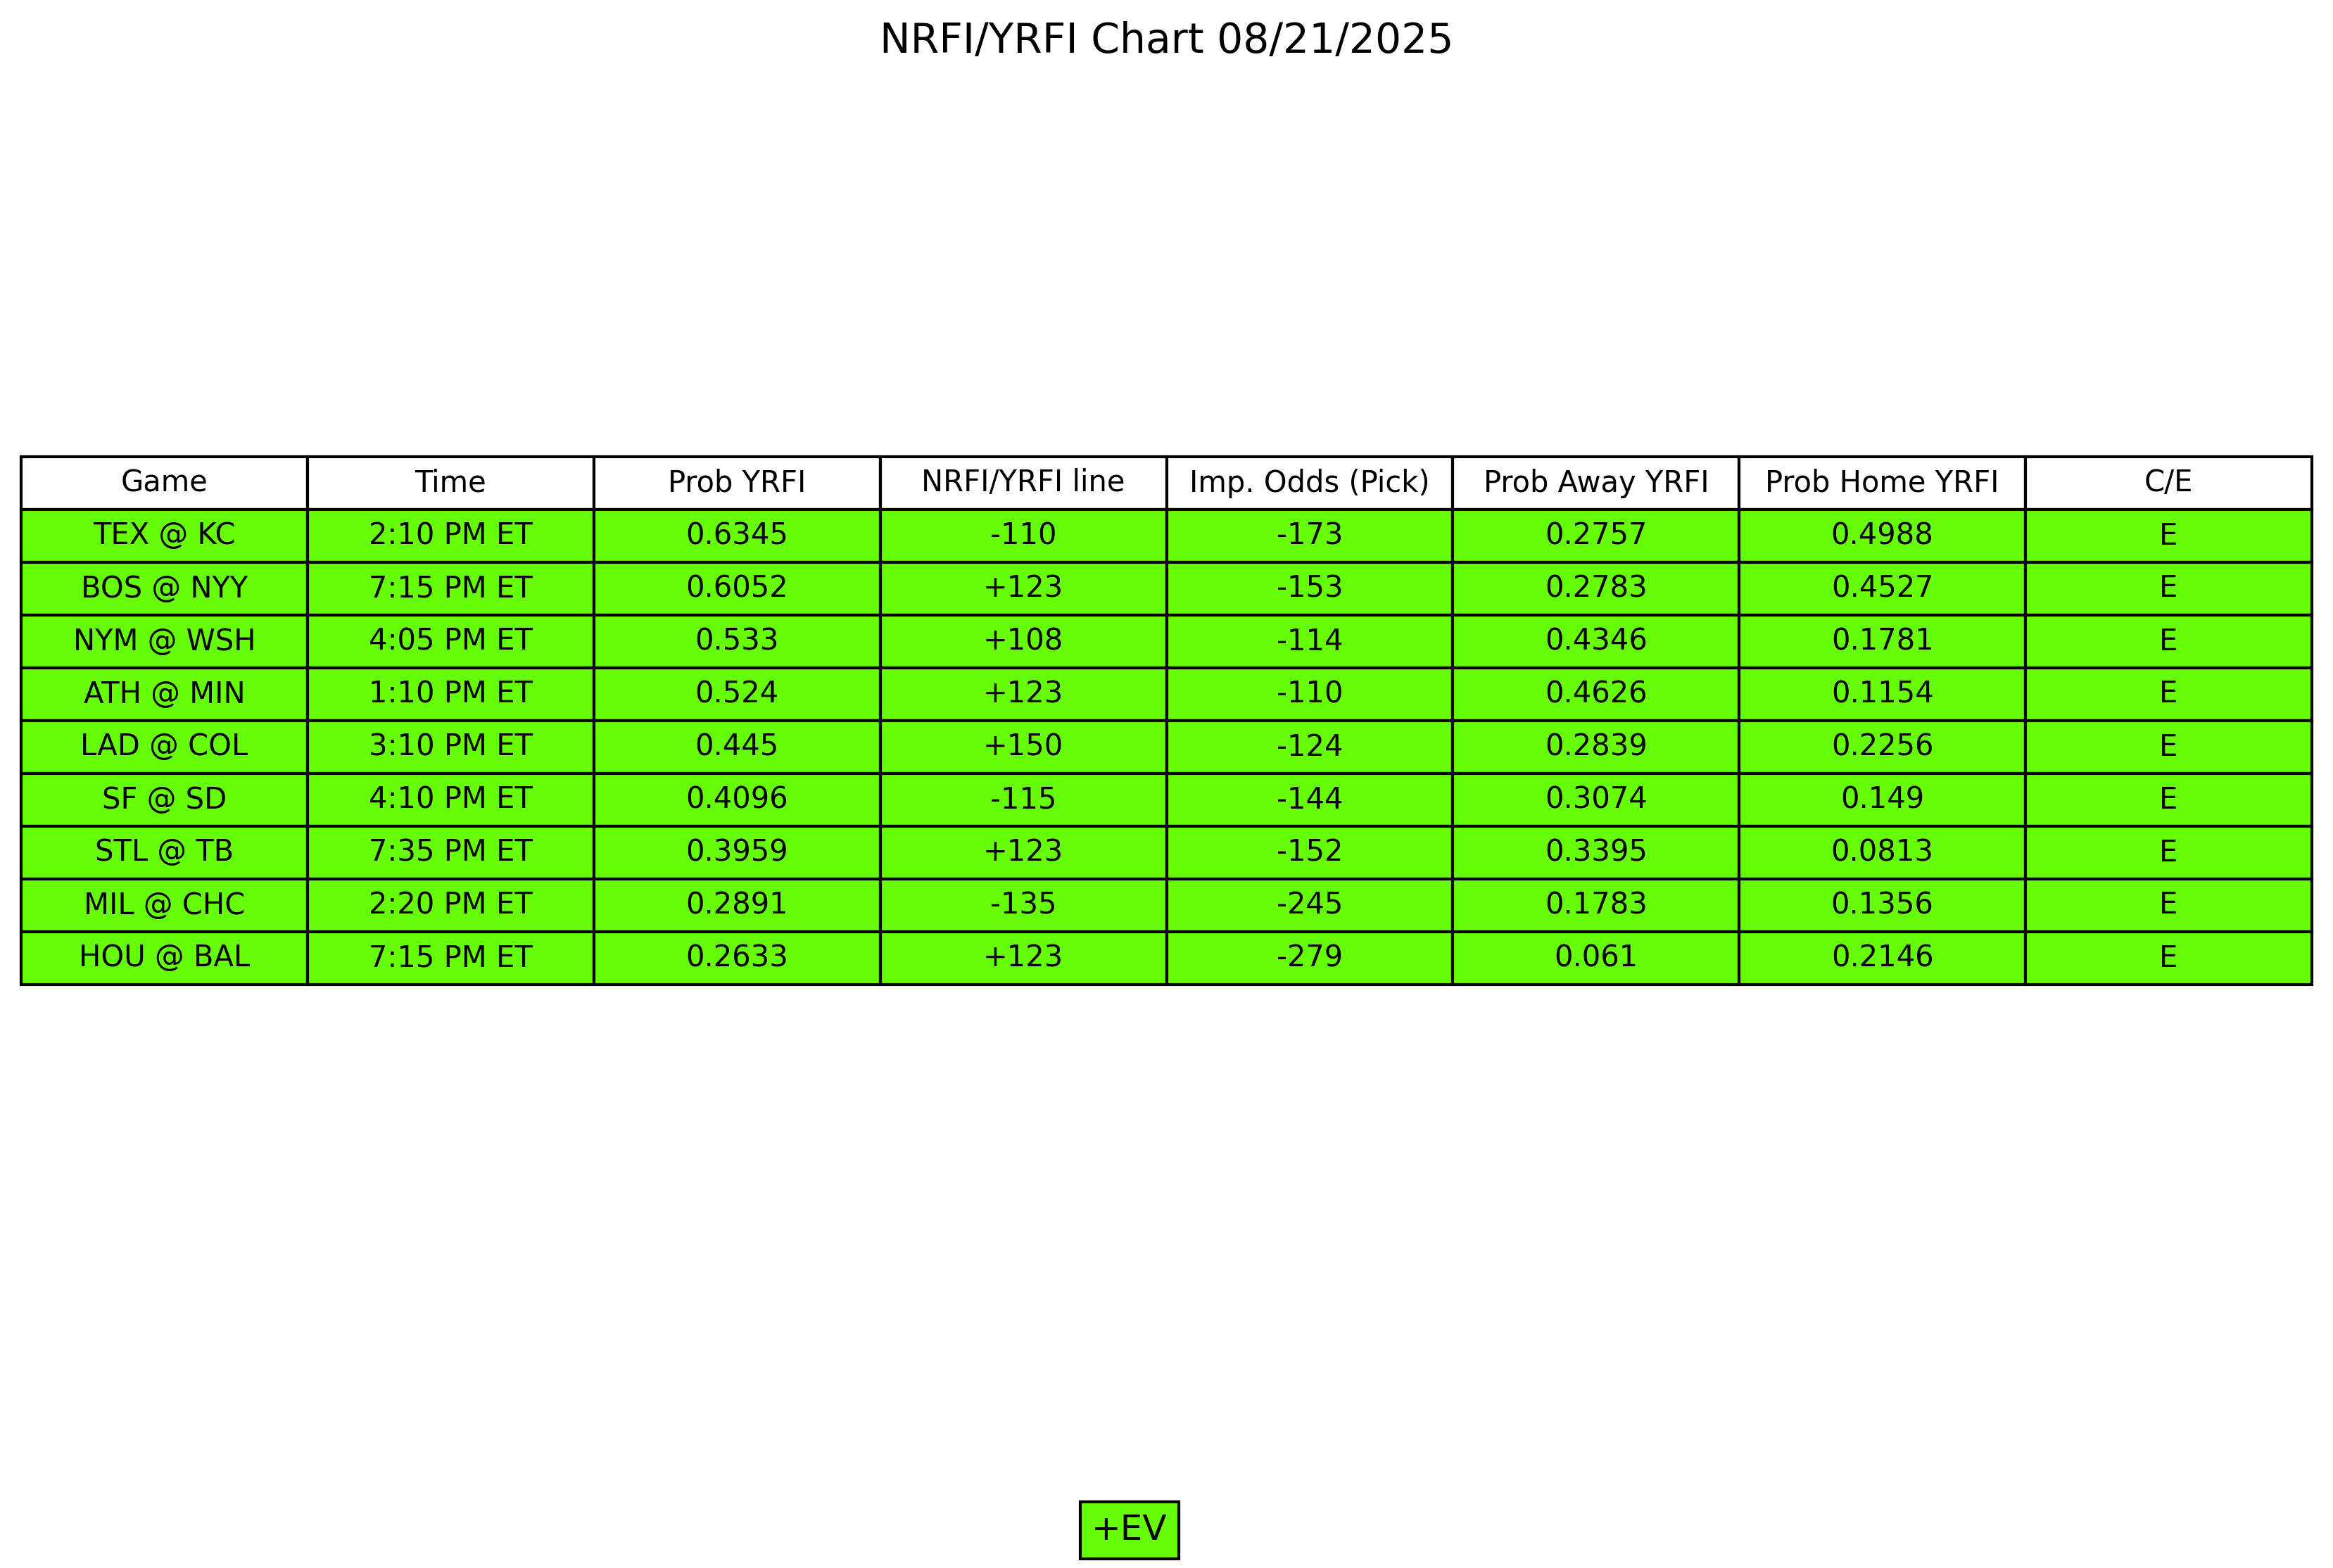 NRFI/YRFI Chart 08/21/2025
Game Time Prob YRFI NRFI/YRFI line Imp. Odds (Pick) Prob Away YRFI Prob Home YRFI C/E
TEX @ KC 2:10 PM ET 0.6345 -110 -173 0.2757 0.4988 E
BOS @ NYY 7:15 PM ET 0.6052 +123 -153 0.2783 0.4527 E
NYM @ WSH 4:05 PM ET 0.533 +108 -114 0.4346 0.1781 E
ATH @ MIN 1:10 PM ET 0.524 +123 -110 0.4626 0.1154 E
LAD @ COL 3:10 PM ET 0.445 +150 -124 0.2839 0.2256 E
SF @ SD 4:10 PM ET 0.4096 -115 -144 0.3074 0.149 E
STL @ TB 7:35 PM ET 0.3959 +123 -152 0.3395 0.0813 E
MIL @ CHC 2:20 PM ET 0.2891 -135 -245 0.1783 0.1356 E
HOU @ BAL 7:15 PM ET 0.2633 +123 -279 0.061 0.2146 E
+EV